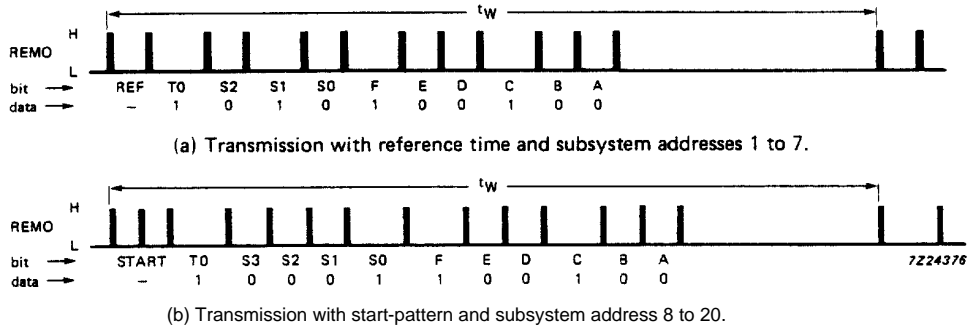 tW
H
REMO
L
bit → REF T0 S2 S1 S0 F E D C B A
data → – 1 0 1 0 1 0 0 1 0 0
(a) Transmission with reference time and subsystem addresses 1 to 7.
tW
H
REMO
L
bit → START T0 S3 S2 S1 S0 F E D C B A 7Z24376
data → – 1 0 0 0 1 1 0 0 1 0 0
(b) Transmission with start-pattern and subsystem address 8 to 20.